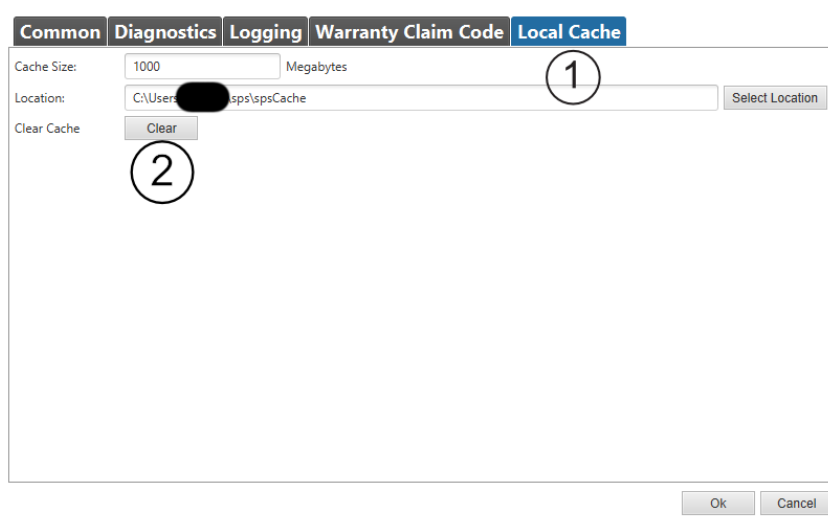 Common Diagnostics Logging Warranty Claim Code Local Cache
Cache Size: 1000 Megabytes
1
Location: C:\Users \sps\spsCache Select Location
Clear Cache Clear
2
Ok Cancel